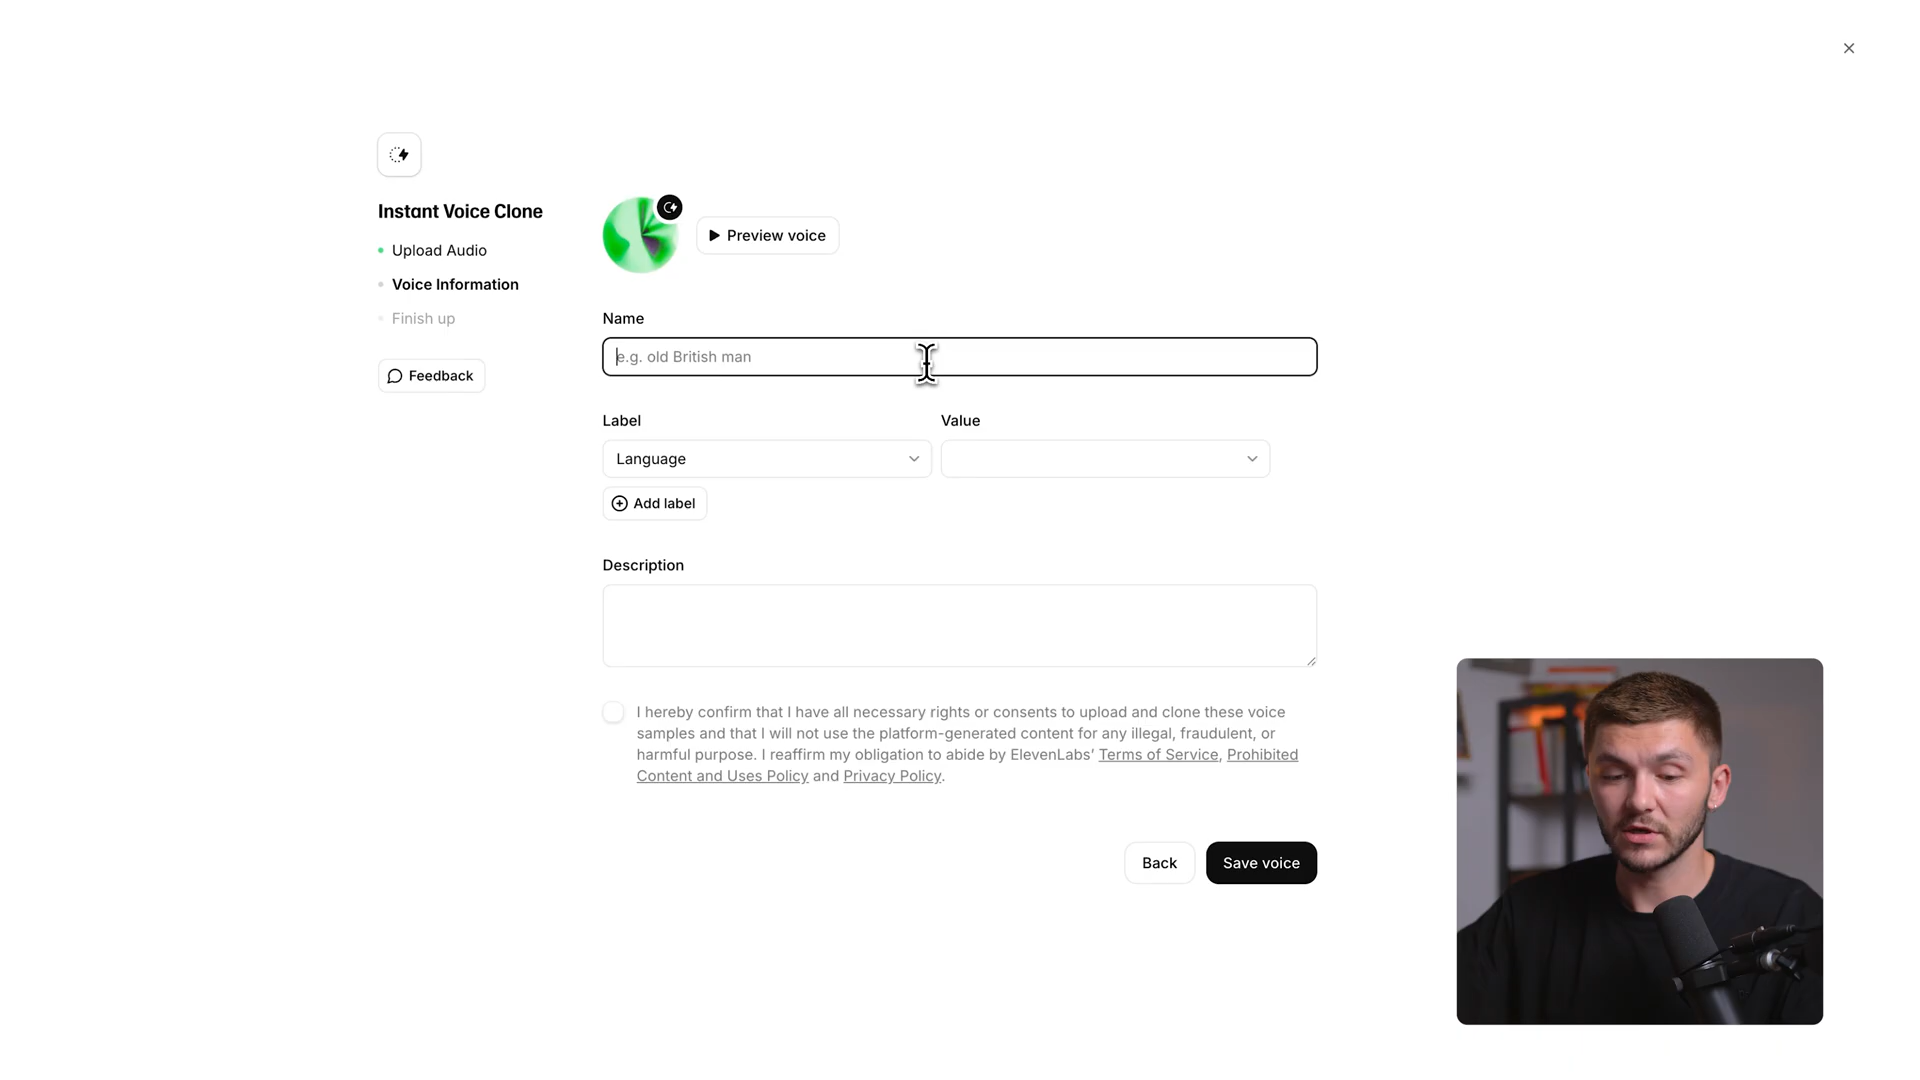 Instant Voice Clone
Upload Audio
Voice Information
Finish up
Feedback
Preview voice
Name
e.g. old British man
Label
Value
Language
Add label
Description
I hereby confirm that I have all necessary rights or consents to upload and clone these voice
samples and that I will not use the platform-generated content for any illegal, fraudulent, or
harmful purpose. I reaffirm my obligation to abide by ElevenLabs’ Terms of Service, Prohibited
Content and Uses Policy and Privacy Policy.
Back
Save voice